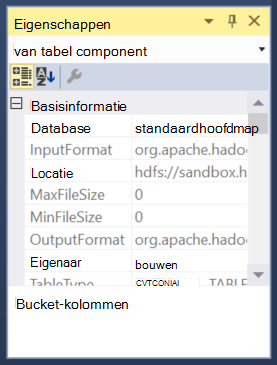 Eigenschappen
van tabel component
Basisinformatie
Database standaardhoofdmap
InputFormat org.apache.hado
Locatie hdfs://sandbox.h
MaxFileSize 0
MinFileSize 0
OutputFormat org.apache.hado
Eigenaar bouwen
TableType TABLE
Bucket-kolommen